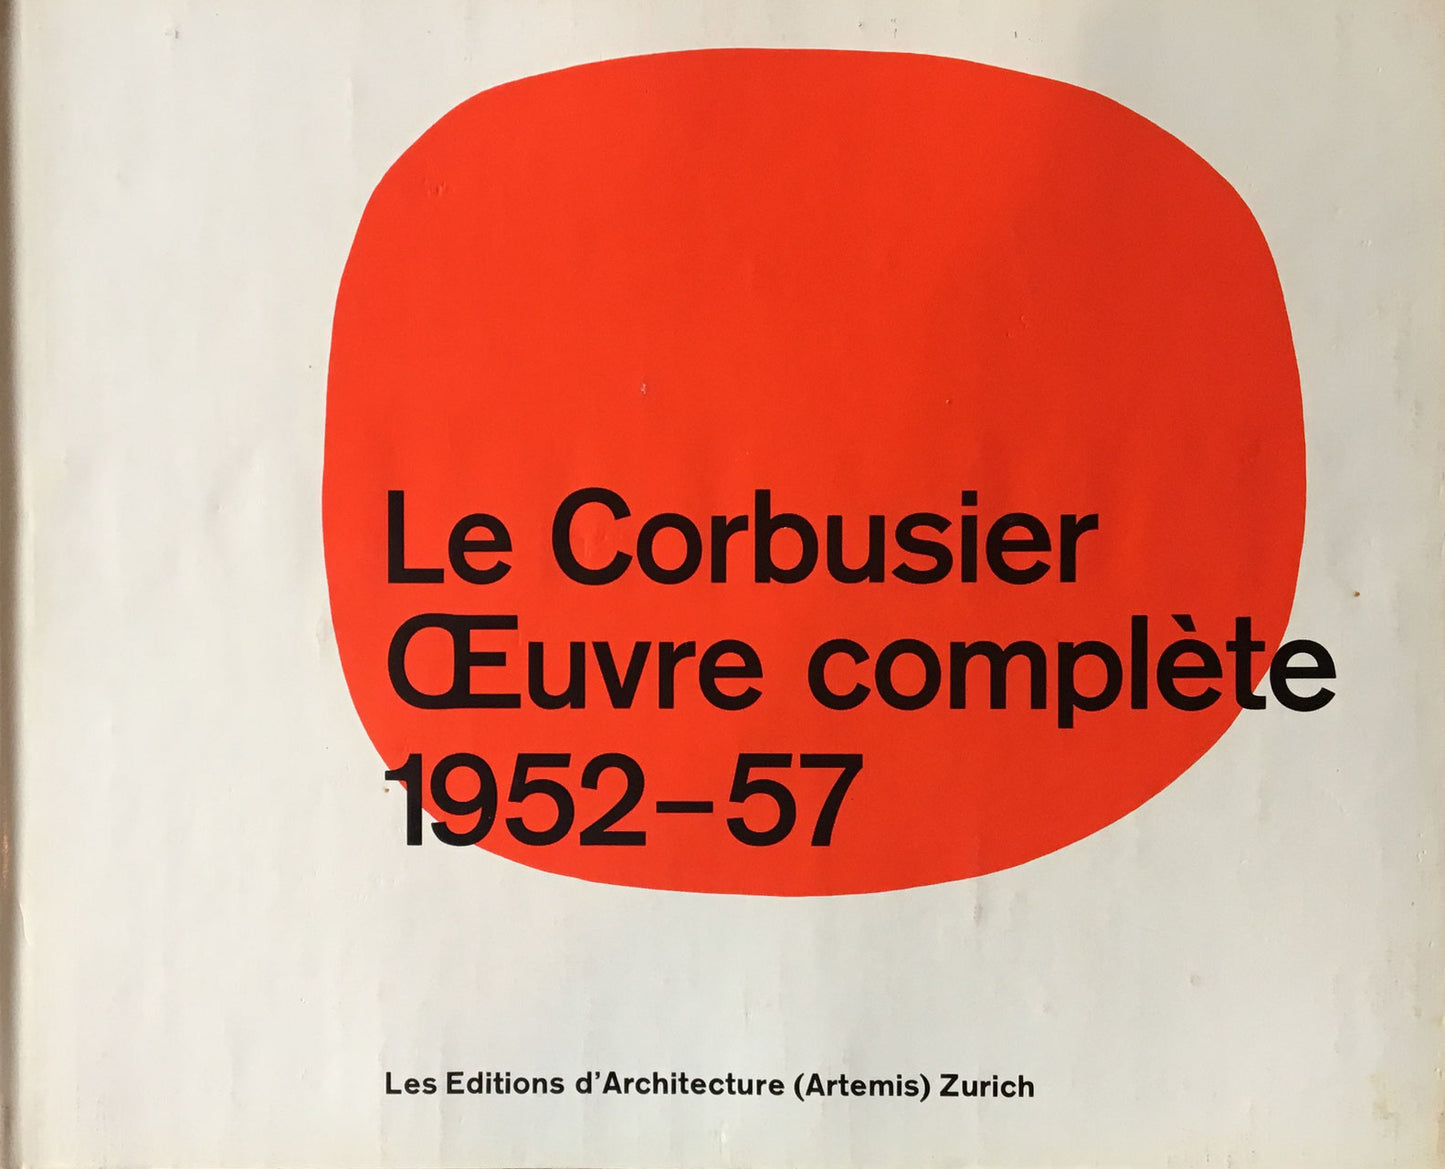 Le Corbusier
Œuvre complète
1952–57
Les Editions d’Architecture (Artemis) Zurich